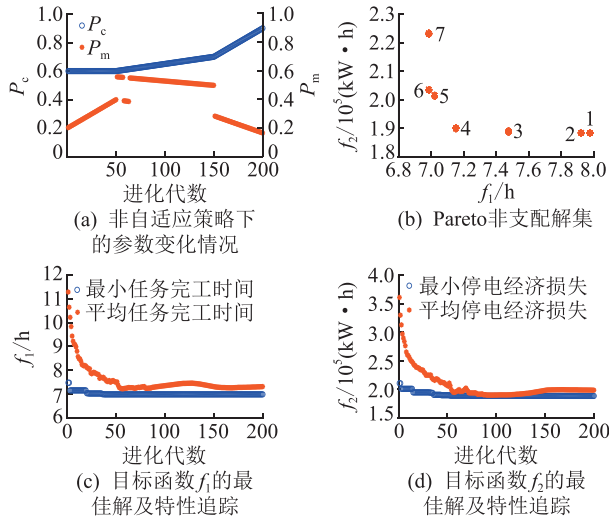 1.0
0.8
0.6
0.4
0.2
P_c
P_c
P_m
1.0
0.8
0.6
0.4
0.2
0
P_m
0 50 100 150 200
进化代数
(a) 非自适应策略下
的参数变化情况
2.3
2.2
2.1
2.0
1.9
1.8
f_2/10^5(kW·h)
7
6 5
4
3
2
1
6.8 7.0 7.2 7.4 7.6 7.8 8.0
f_1/h
(b) Pareto非支配解集
12
11
10
9
8
7
6
f_1/h
最小任务完工时间
平均任务完工时间
0 50 100 150 200
进化代数
(c) 目标函数f_1的最
佳解及特性追踪
4.0
3.5
3.0
2.5
2.0
1.5
f_2/10^5(kW·h)
最小停电经济损失
平均停电经济损失
0 50 100 150 200
进化代数
(d) 目标函数f_2的最
佳解及特性追踪